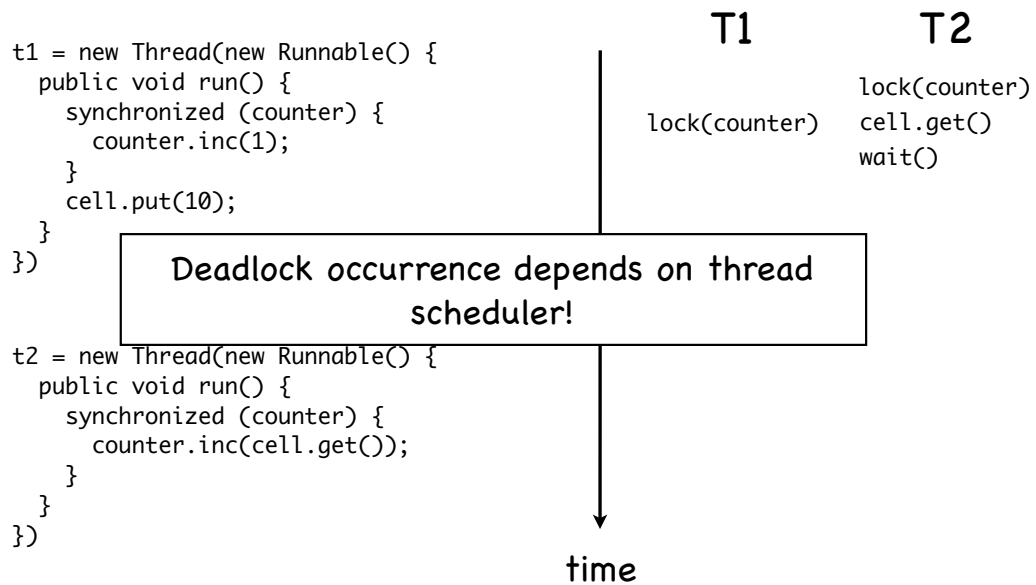 t1 = new Thread(new Runnable() {
  public void run() {
    synchronized (counter) {
      counter.inc(1);
    }
    cell.put(10);
  }
})
Deadlock occurrence depends on thread
scheduler!
t2 = new Thread(new Runnable() {
  public void run() {
    synchronized (counter) {
      counter.inc(cell.get());
    }
  }
})
T1
lock(counter)
T2
lock(counter)
cell.get()
wait()
time